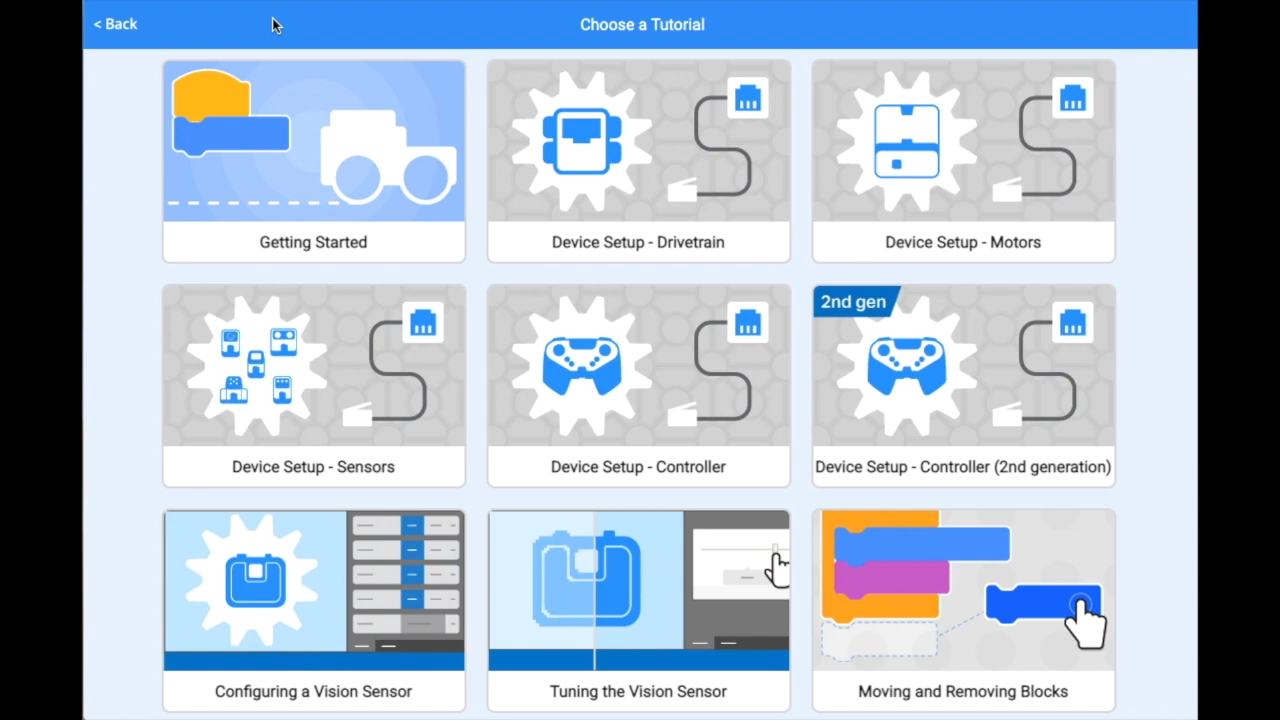 < Back
Choose a Tutorial
Getting Started
Device Setup - Drivetrain
Device Setup - Motors
2nd gen
Device Setup - Sensors
Device Setup - Controller
Device Setup - Controller (2nd generation)
Configuring a Vision Sensor
Tuning the Vision Sensor
Moving and Removing Blocks